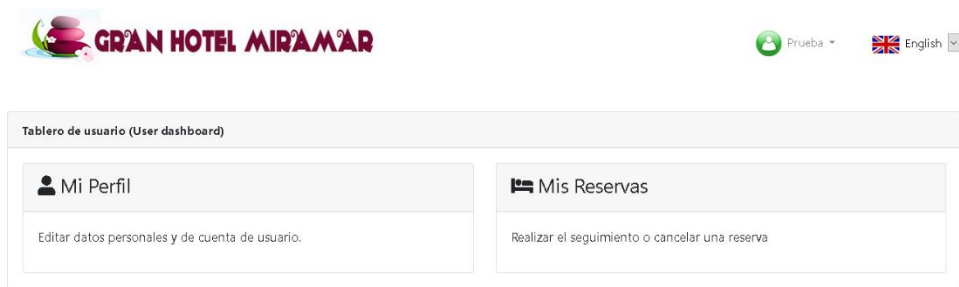 GRAN HOTEL MIRAMAR
Prueba
English
Tablero de usuario (User dashboard)
Mi Perfil
Mis Reservas
Editar datos personales y de cuenta de usuario.
Realizar el seguimiento o cancelar una reserva